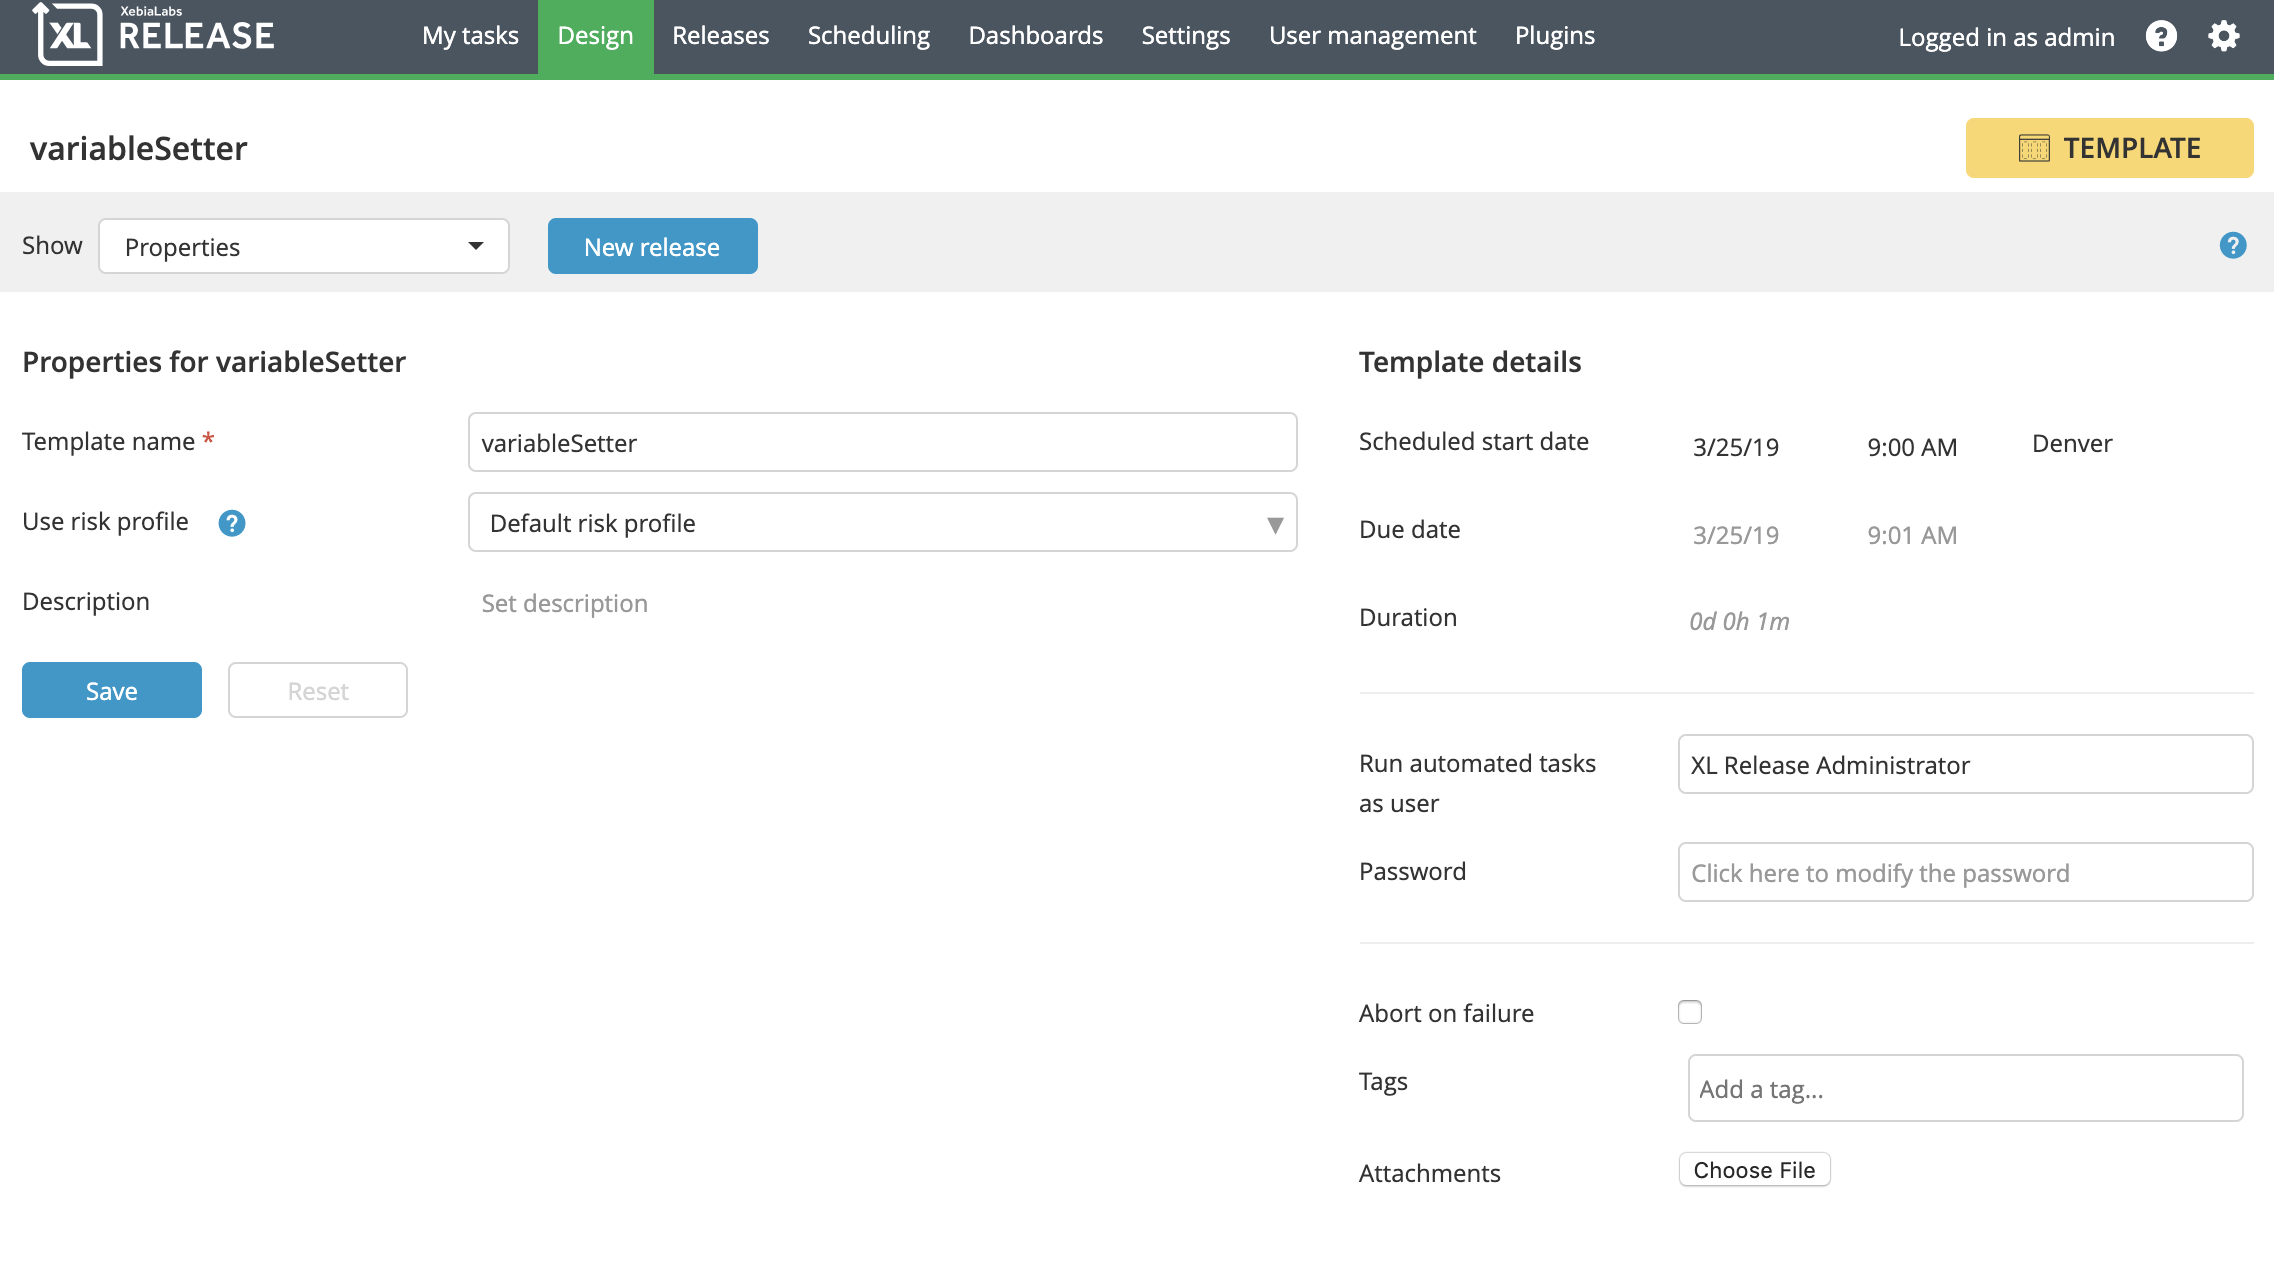 XebiaLabs
XL RELEASE
My tasks Design Releases Scheduling Dashboards Settings User management Plugins Logged in as admin ?
variableSetter
TEMPLATE
Show Properties New release ?
Properties for variableSetter
Template name * variableSetter
Use risk profile ? Default risk profile
Description Set description
Save Reset
Template details
Scheduled start date 3/25/19 9:00 AM Denver
Due date 3/25/19 9:01 AM
Duration 0d 0h 1m
Run automated tasks
as user
XL Release Administrator
Password Click here to modify the password
Abort on failure
Tags Add a tag...
Attachments Choose File